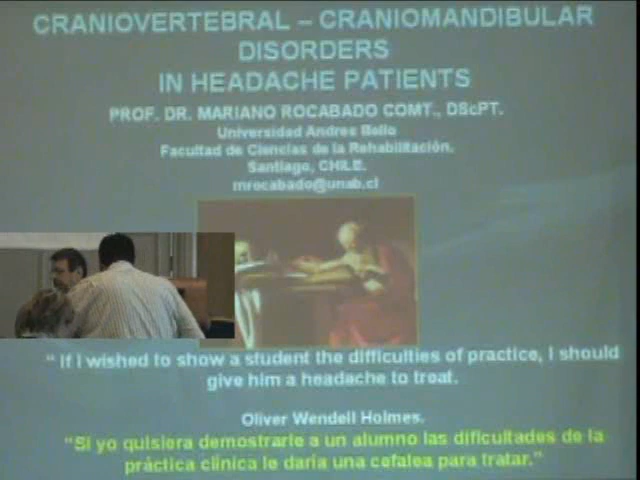 CRANIOVERTEBRAL – CRANIOMANDIBULAR
DISORDERS
IN HEADACHE PATIENTS
PROF. DR. MARIANO ROCABADO COMT., DScPT.
Universidad Andres Bello
Facultad de Ciencias de la Rehabilitación.
Santiago, CHILE.
mrocabado@unab.cl
“ If I wished to show a student the difficulties of practice, I should
give him a headache to treat.
Oliver Wendell Holmes.
“Si yo quisiera demostrarle a un alumno las dificultades de la
práctica clínica le daría una cefalea para tratar.”